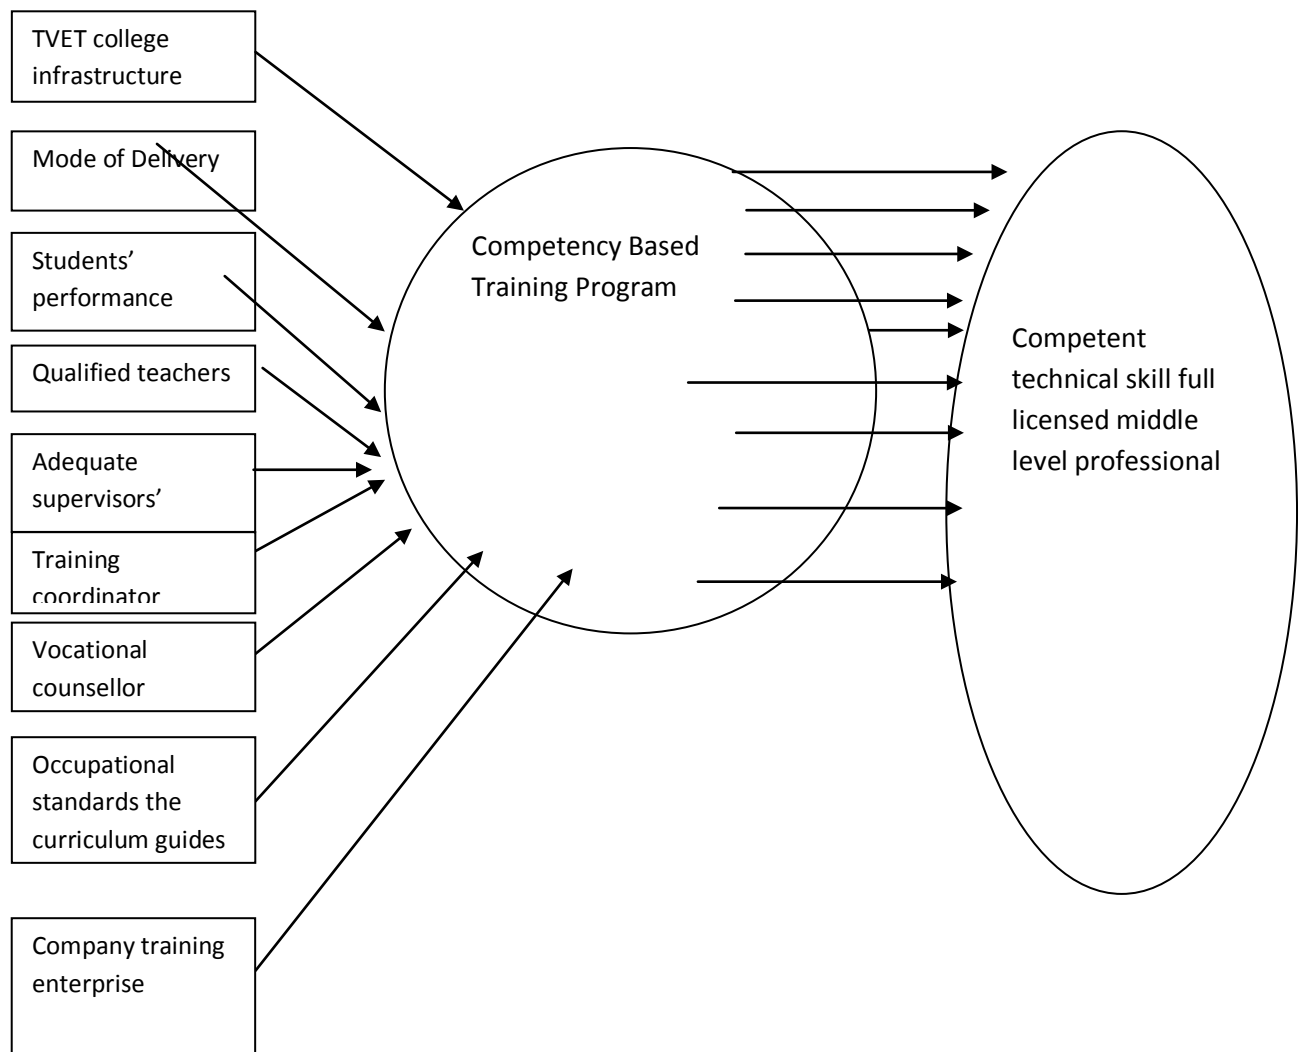 TVET college
infrastructure
Mode of Delivery
Students’
performance
Qualified teachers
Adequate
supervisors’
Training
coordinator
Vocational
counsellor
Occupational
standards the
curriculum guides
Company training
enterprise
Competency Based
Training Program
Competent
technical skill full
licensed middle
level professional